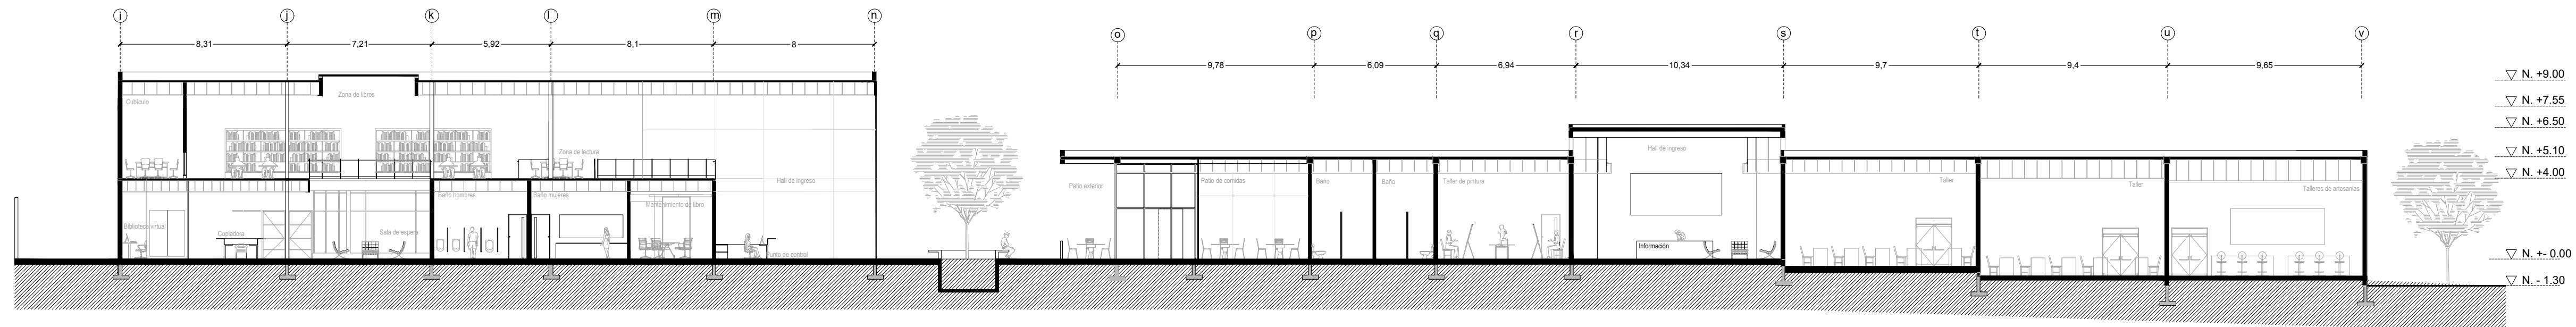 i j k l m n
o p q r s t u v
8,31 7,21 5,92 8,1 8
9,78 6,09 6,94 10,34 9,7 9,4 9,65
N. +9.00
N. +7.55
N. +6.50
N. +5.10
N. +4.00
N. +- 0.00
N. - 1.30
Cubículo
Zona de libros
Zona de lectura
Hall de ingreso
Biblioteca virtual
Copiadora
Sala de espera
Baño hombres
Baño mujeres
Mantenimiento de libro
Punto de control
Patio exterior
Patio de comidas
Baño
Baño
Taller de pintura
Hall de ingreso
Información
Taller
Taller
Talleres de artesanias